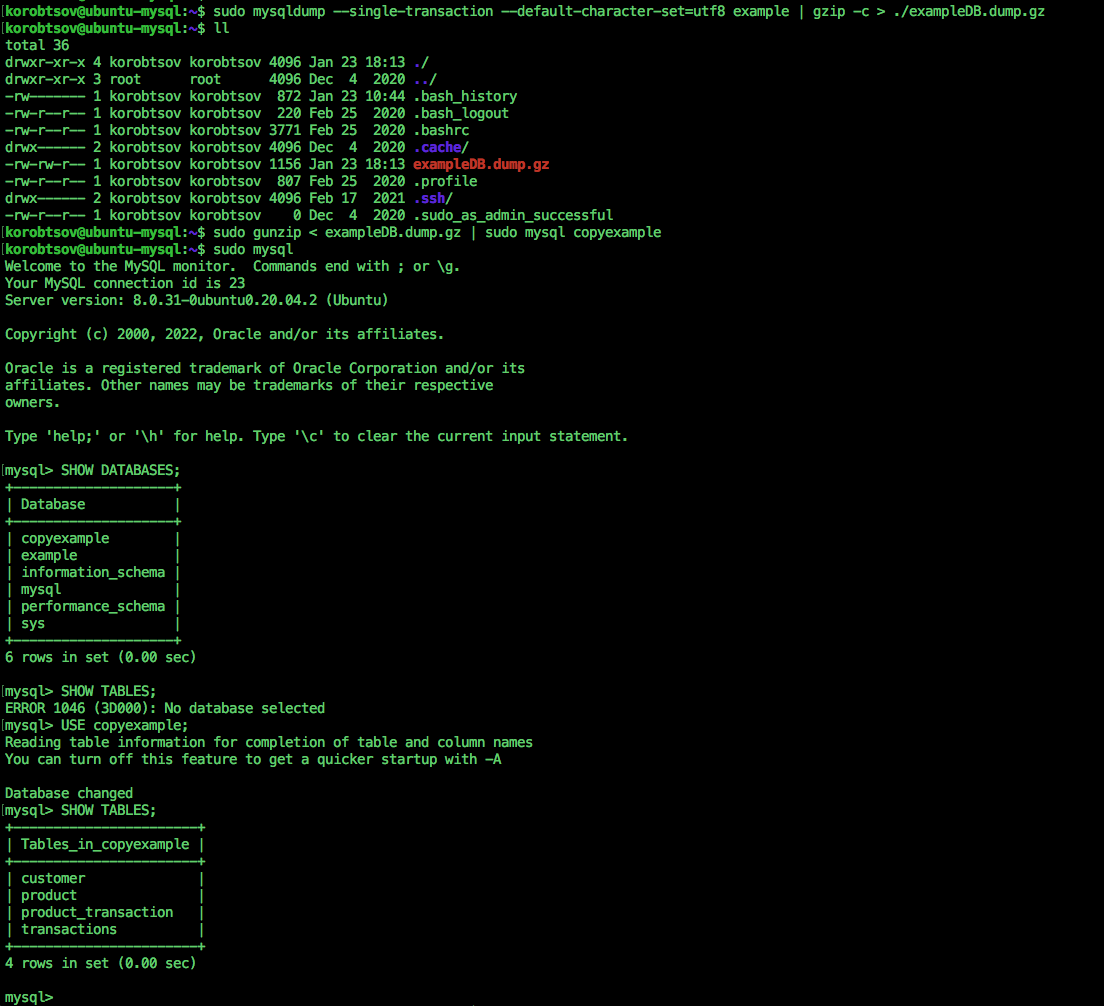 [korobtsov@ubuntu-mysql:~$ sudo mysqldump --single-transaction --default-character-set=utf8 example | gzip -c > ./exampleDB.dump.gz
[korobtsov@ubuntu-mysql:~$ ll
total 36
drwxr-xr-x 4 korobtsov korobtsov 4096 Jan 23 18:13 ./
drwxr-xr-x 3 root      root      4096 Dec  4  2020 ../
-rw------- 1 korobtsov korobtsov  872 Jan 23 10:44 .bash_history
-rw-r--r-- 1 korobtsov korobtsov  220 Feb 25  2020 .bash_logout
-rw-r--r-- 1 korobtsov korobtsov 3771 Feb 25  2020 .bashrc
drwx------ 2 korobtsov korobtsov 4096 Dec  4  2020 .cache/
-rw-rw-r-- 1 korobtsov korobtsov 1156 Jan 23 18:13 exampleDB.dump.gz
-rw-r--r-- 1 korobtsov korobtsov  807 Feb 25  2020 .profile
drwx------ 2 korobtsov korobtsov 4096 Feb 17  2021 .ssh/
-rw-r--r-- 1 korobtsov korobtsov    0 Dec  4  2020 .sudo_as_admin_successful
[korobtsov@ubuntu-mysql:~$ sudo gunzip < exampleDB.dump.gz | sudo mysql copyexample
[korobtsov@ubuntu-mysql:~$ sudo mysql
Welcome to the MySQL monitor.  Commands end with ; or \g.
Your MySQL connection id is 23
Server version: 8.0.31-0ubuntu0.20.04.2 (Ubuntu)

Copyright (c) 2000, 2022, Oracle and/or its affiliates.

Oracle is a registered trademark of Oracle Corporation and/or its
affiliates. Other names may be trademarks of their respective
owners.

Type 'help;' or '\h' for help. Type '\c' to clear the current input statement.

[mysql> SHOW DATABASES;
+--------------------+
| Database           |
+--------------------+
| copyexample        |
| example            |
| information_schema |
| mysql              |
| performance_schema |
| sys                |
+--------------------+
6 rows in set (0.00 sec)

[mysql> SHOW TABLES;
ERROR 1046 (3D000): No database selected
[mysql> USE copyexample;
Reading table information for completion of table and column names
You can turn off this feature to get a quicker startup with -A

Database changed
[mysql> SHOW TABLES;
+-----------------------+
| Tables_in_copyexample |
+-----------------------+
| customer              |
| product               |
| product_transaction   |
| transactions          |
+-----------------------+
4 rows in set (0.00 sec)

mysql>